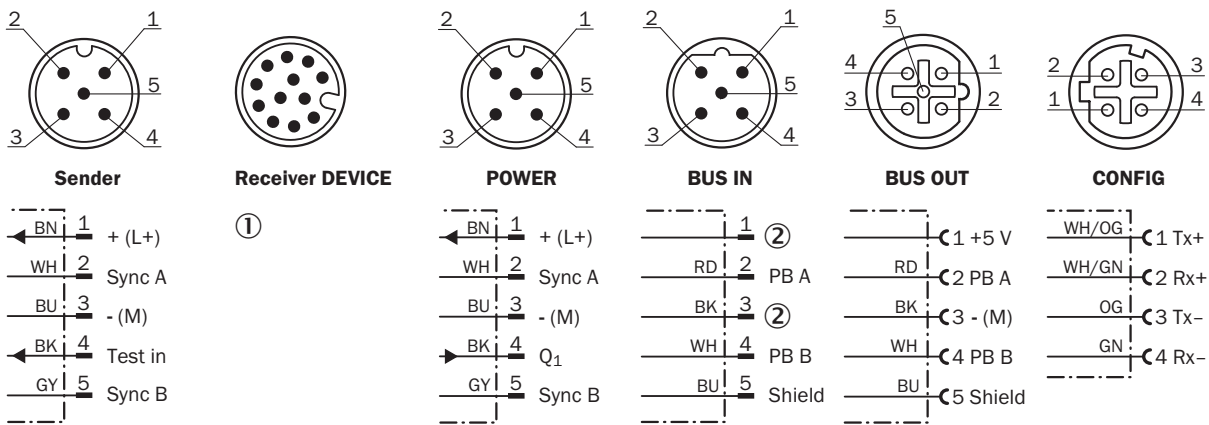 2 1
5
3 4
Sender
BN 1 + (L+)
WH 2 Sync A
BU 3 - (M)
BK 4 Test in
GY 5 Sync B
Receiver DEVICE
①
2 1
5
3 4
POWER
BN 1 + (L+)
WH 2 Sync A
BU 3 - (M)
BK 4 Q1
GY 5 Sync B
2 1
5
3 4
BUS IN
1 ②
RD 2 PB A
BK 3 ②
WH 4 PB B
BU 5 Shield
5
4 1
3 2
BUS OUT
1 +5 V
RD 2 PB A
BK 3 - (M)
WH 4 PB B
BU 5 Shield
2 3
1 4
CONFIG
WH/OG 1 Tx+
WH/GN 2 Rx+
OG 3 Tx–
GN 4 Rx–